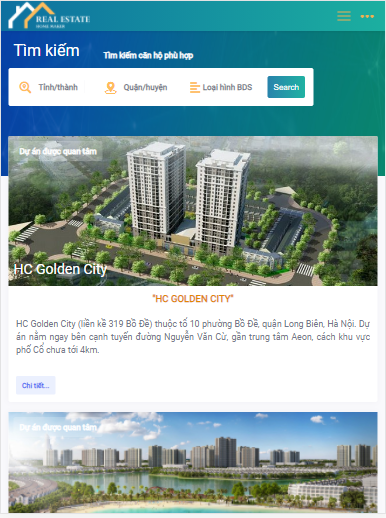 REAL ESTATE
HOME MAKER
Tìm kiếm
Tìm kiếm căn hộ phù hợp
Tỉnh/thành
Quận/huyện
Loại hình BDS
Search
Dự án được quan tâm
HC Golden City
"HC GOLDEN CITY"
HC Golden City (liền kề 319 Bồ Đề) thuộc tổ 10 phường Bồ Đề, quận Long Biên, Hà Nội. Dự
án nằm ngay bên cạnh tuyến đường Nguyễn Văn Cừ, gần trung tâm Aeon, cách khu vực
phố Cổ chưa tới 4km.
Chi tiết...
Dự án được quan tâm